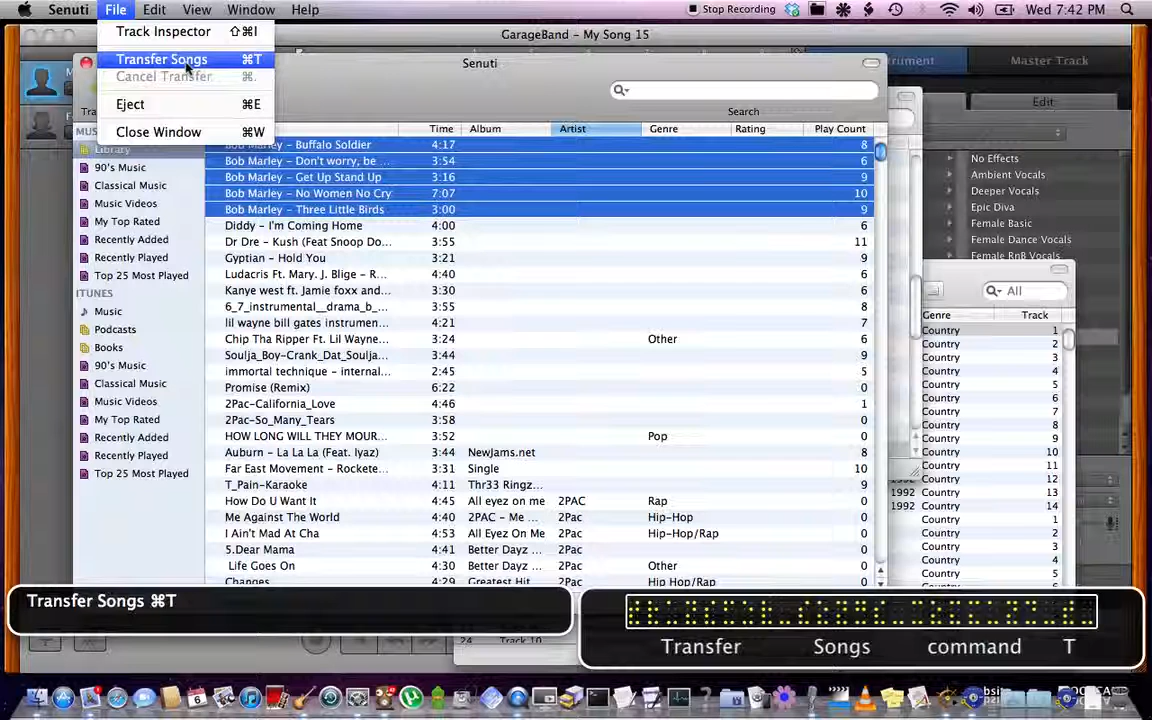 Senuti File Edit View Window Help Stop Recording Wed 7:42 PM
GarageBand - My Song 15
Track Inspector ⇧⌘I
Transfer Songs ⌘T
Cancel Transfer ⌘.
Eject ⌘E
Close Window ⌘W
Senuti
Search
Master Track
Edit
Time Album Artist Genre Rating Play Count
Library
90's Music
Classical Music
Music Videos
My Top Rated
Recently Added
Recently Played
Top 25 Most Played
ITUNES
Music
Podcasts
Books
90's Music
Classical Music
Music Videos
My Top Rated
Recently Added
Recently Played
Top 25 Most Played
Bob Marley - Buffalo Soldier 4:17 8
Bob Marley - Don't worry, be ... 3:54 6
Bob Marley - Get Up Stand Up 3:16 9
Bob Marley - No Women No Cry 7:07 10
Bob Marley - Three Little Birds 3:00 9
Diddy - I'm Coming Home 4:00 6
Dr Dre - Kush (Feat Snoop Do... 3:55 11
Gyptian - Hold You 3:21 9
Ludacris Ft. Mary. J. Blige - R... 4:40 6
Kanye west ft. Jamie foxx and... 3:30 6
6_7_instrumental__drama_b_... 3:55 8
lil wayne bill gates instrumen... 4:21 7
Chip Tha Ripper Ft. Lil Wayne... 3:24 Other 6
Soulja_Boy-Crank_Dat_Soulja... 3:44 9
immortal technique - internal... 2:45 5
Promise (Remix) 6:22 0
2Pac-California_Love 4:46 1
2Pac-So_Many_Tears 3:58 0
HOW LONG WILL THEY MOUR... 3:52 Pop 0
Auburn - La La La (Feat. Iyaz) 3:44 NewJams.net 8
Far East Movement - Rockete... 3:31 Single 10
T_Pain-Karaoke 4:11 Thr33 Ringz... 9
How Do U Want It 4:45 All eyez on me 2PAC Rap 0
Me Against The World 4:40 2PAC - Me ... 2Pac Hip-Hop 0
I Ain't Mad At Cha 4:53 All Eyez On Me 2Pac Hip-Hop/Rap 0
5.Dear Mama 4:41 Better Dayz ... 2Pac 0
Life Goes On 4:30 Better Dayz ... 2Pac Other 0
Changes 4:29 Greatest Hit... 2Pac Hip Hop/Rap 0
No Effects
Ambient Vocals
Deeper Vocals
Epic Diva
Female Basic
Female Dance Vocals
Female RnB Vocals
All
Genre Track
Country 1
Country 2
Country 3
Country 4
Country 5
Country 6
Country 7
Country 8
Country 9
Country 10
Country 11
Country 12
1992 Country 13
1992 Country 14
Country 1
Country 2
Country 3
Country 4
Country 5
Country 6
Transfer Songs ⌘T
Transfer Songs command T
24 Track 10